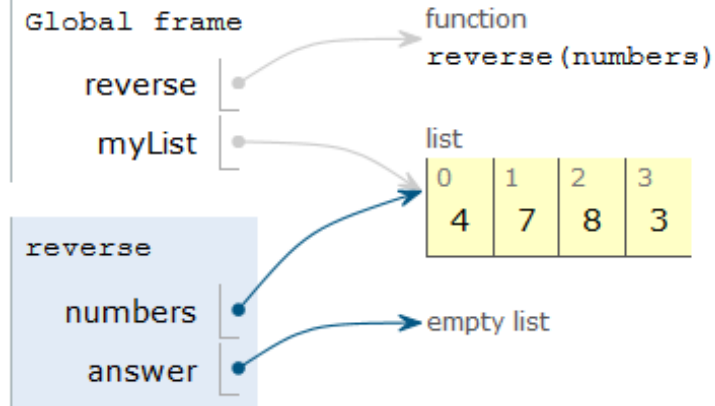 Global frame
reverse
myList
function
reverse(numbers)
list
0 1 2 3
4 7 8 3
reverse
numbers
answer
empty list